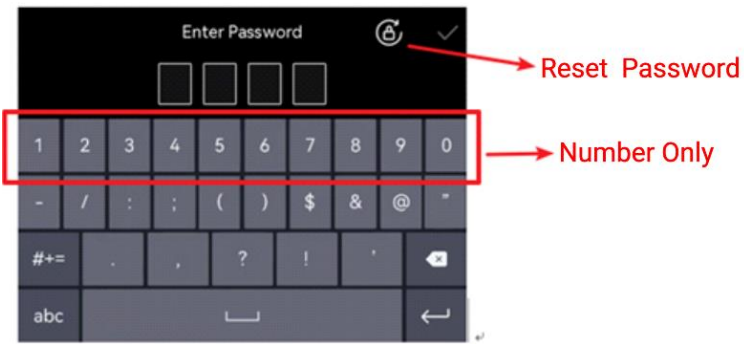 Enter Password
Reset Password
1 2 3 4 5 6 7 8 9 0
Number Only
- / : ; ( ) $ & @ "
#+= . , ? ! '
abc